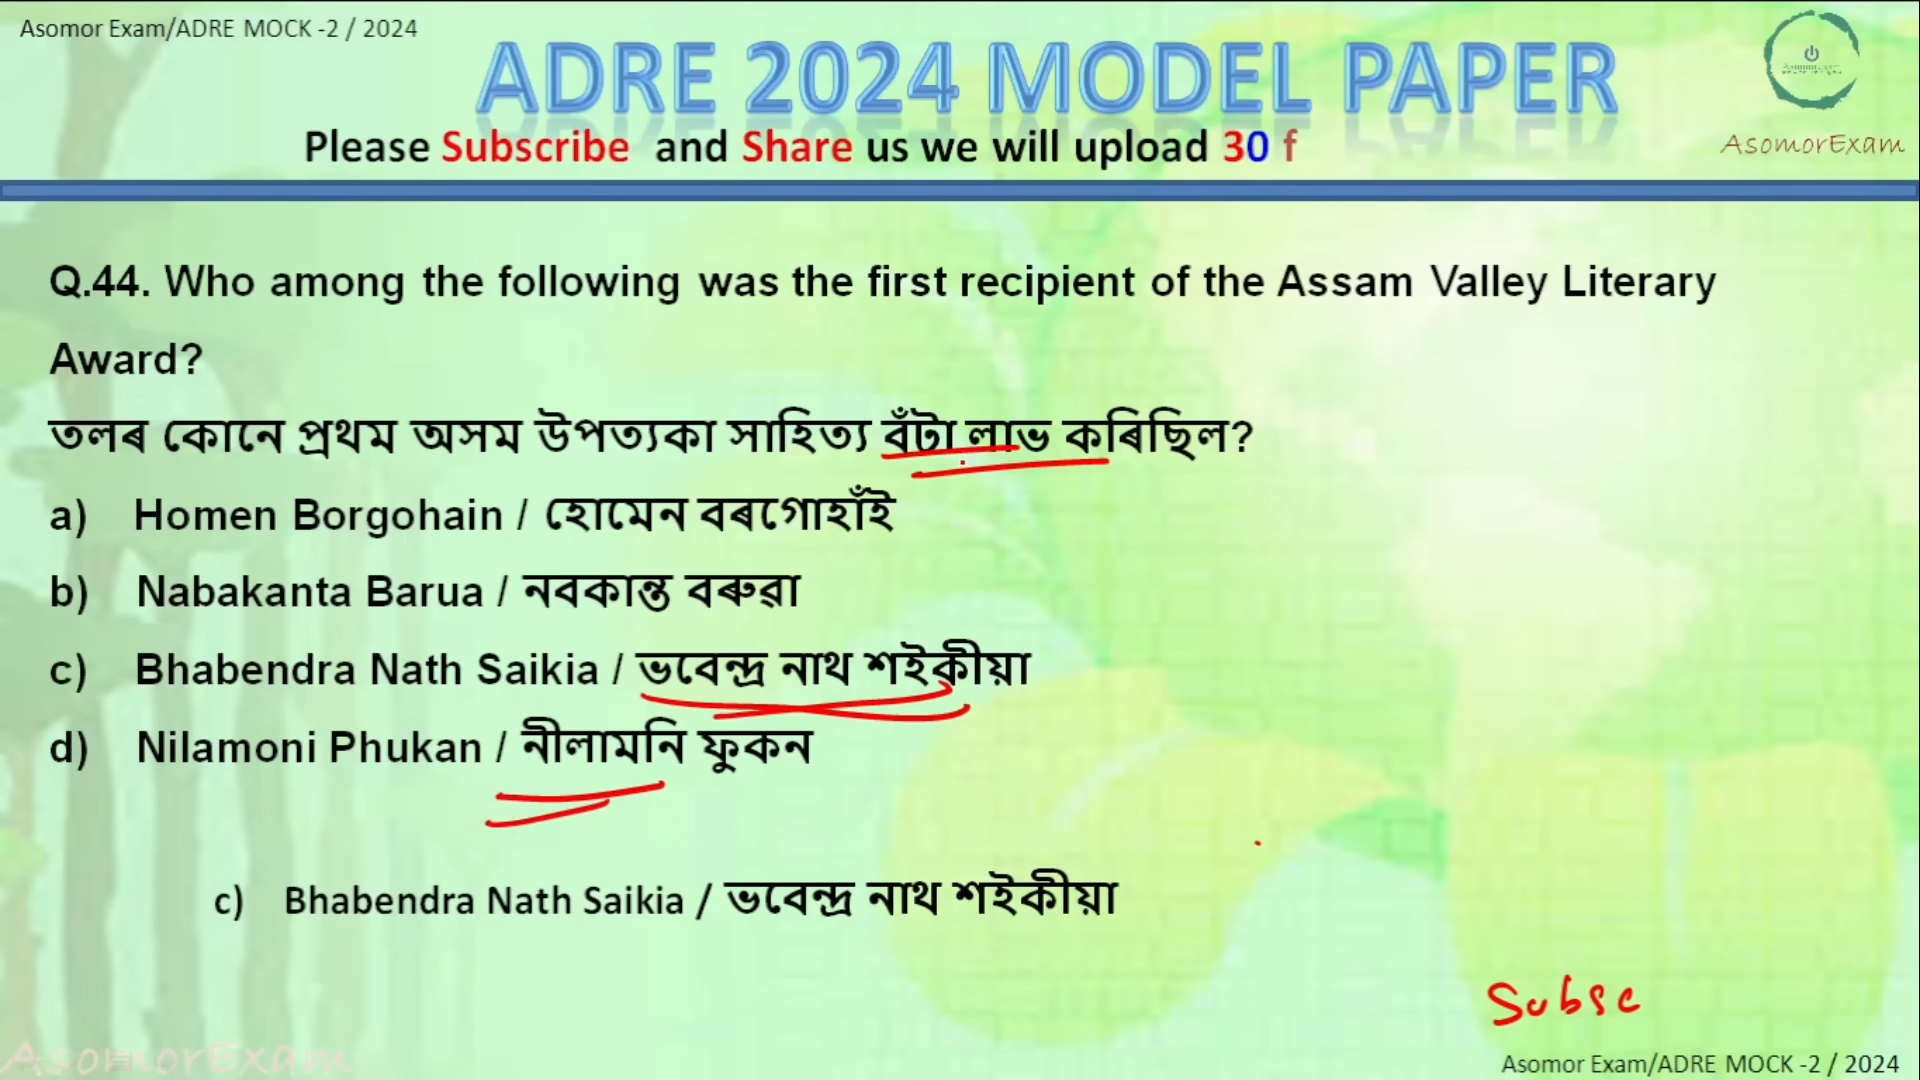 Asomor Exam/ADRE MOCK -2 / 2024
ADRE 2024 MODEL PAPER
Please Subscribe and Share us we will upload 30 f
AsomorExam
Q.44. Who among the following was the first recipient of the Assam Valley Literary
Award?
তলৰ কোনে প্ৰথম অসম উপত্যকা সাহিত্য বঁটা লাভ কৰিছিল?
a) Homen Borgohain / হোমেন বৰগোহাঁই
b) Nabakanta Barua / নবকান্ত বৰুৱা
c) Bhabendra Nath Saikia / ভবেন্দ্ৰ নাথ শইকীয়া
d) Nilamoni Phukan / নীলামনি ফুকন
c) Bhabendra Nath Saikia / ভবেন্দ্ৰ নাথ শইকীয়া
Subsc
AsomorExam
Asomor Exam/ADRE MOCK -2 / 2024